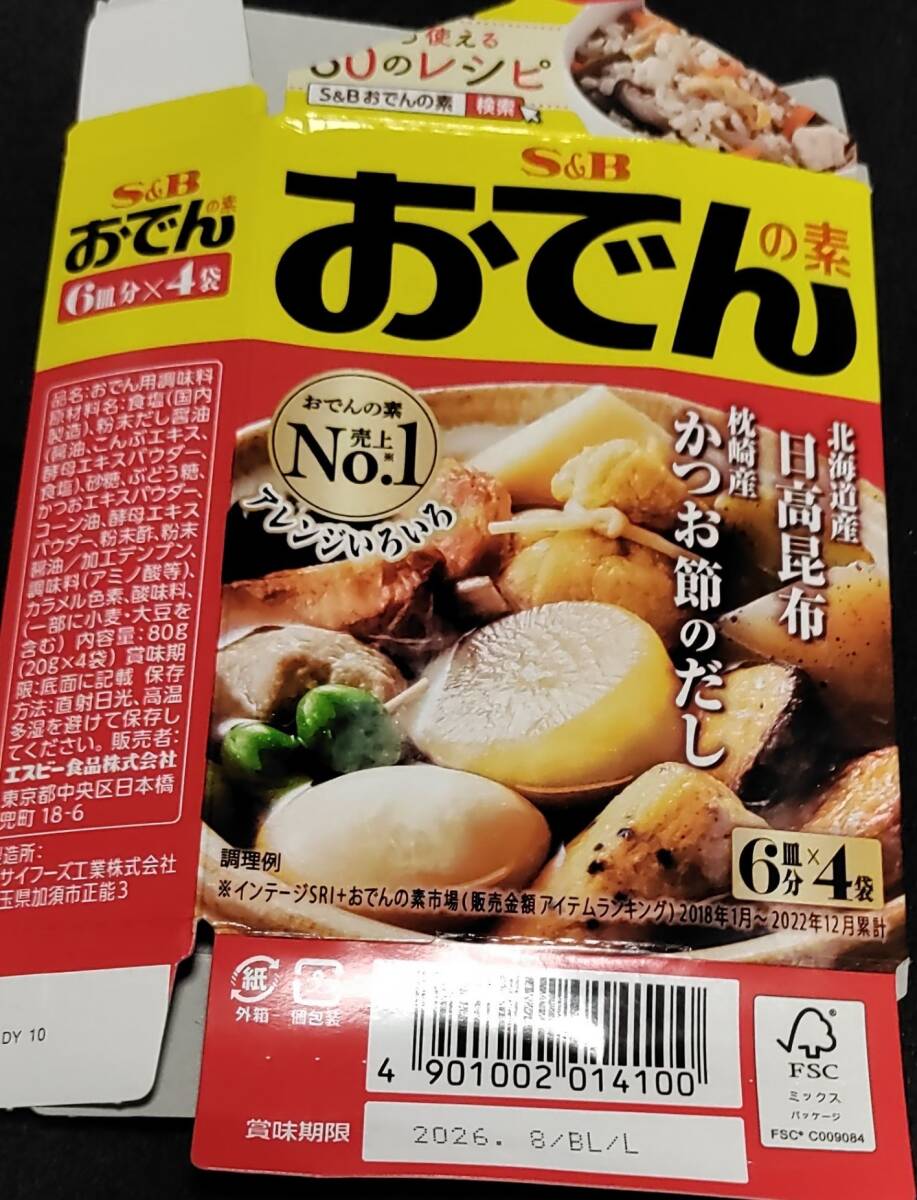 使える
0のレシピ
S&Bおでんの素 検索
S&B
おでんの素
6皿分×4袋
品名:おでん用調味料
原材料名:食塩(国内
製造)、粉末だし醤油
(醤油、こんぶエキス、
酵母エキスパウダー、
食塩)、砂糖、ぶどう糖、
かつおエキスパウダー、
コーン油、酵母エキス
パウダー、粉末酢、粉末
醤油/加工デンプン、
調味料(アミノ酸等)、
カラメル色素、酸味料、
(一部に小麦・大豆を
含む) 内容量:80g
(20g×4袋) 賞味期
限:底面に記載 保存
方法:直射日光、高温
多湿を避けて保存し
てください。販売者:
エスビー食品株式会社
東京都中央区日本橋
兜町 18-6
造所:
サイフーズ工業株式会社
玉県加須市正能3
DY 10
S&B
おでんの素
おでんの素
売上※
No.1
アレンジいろいろ
北海道産
日高昆布
枕崎産
かつお節のだし
6皿分×4袋
調理例
※インテージSRI+おでんの素市場(販売金額アイテムランキング)2018年1月~2022年12月累計
紙
外箱
プラ
個包装
4 901002 014100
賞味期限
2026. 8/BL/L
FSC
ミックス
パッケージ
FSC® C009084